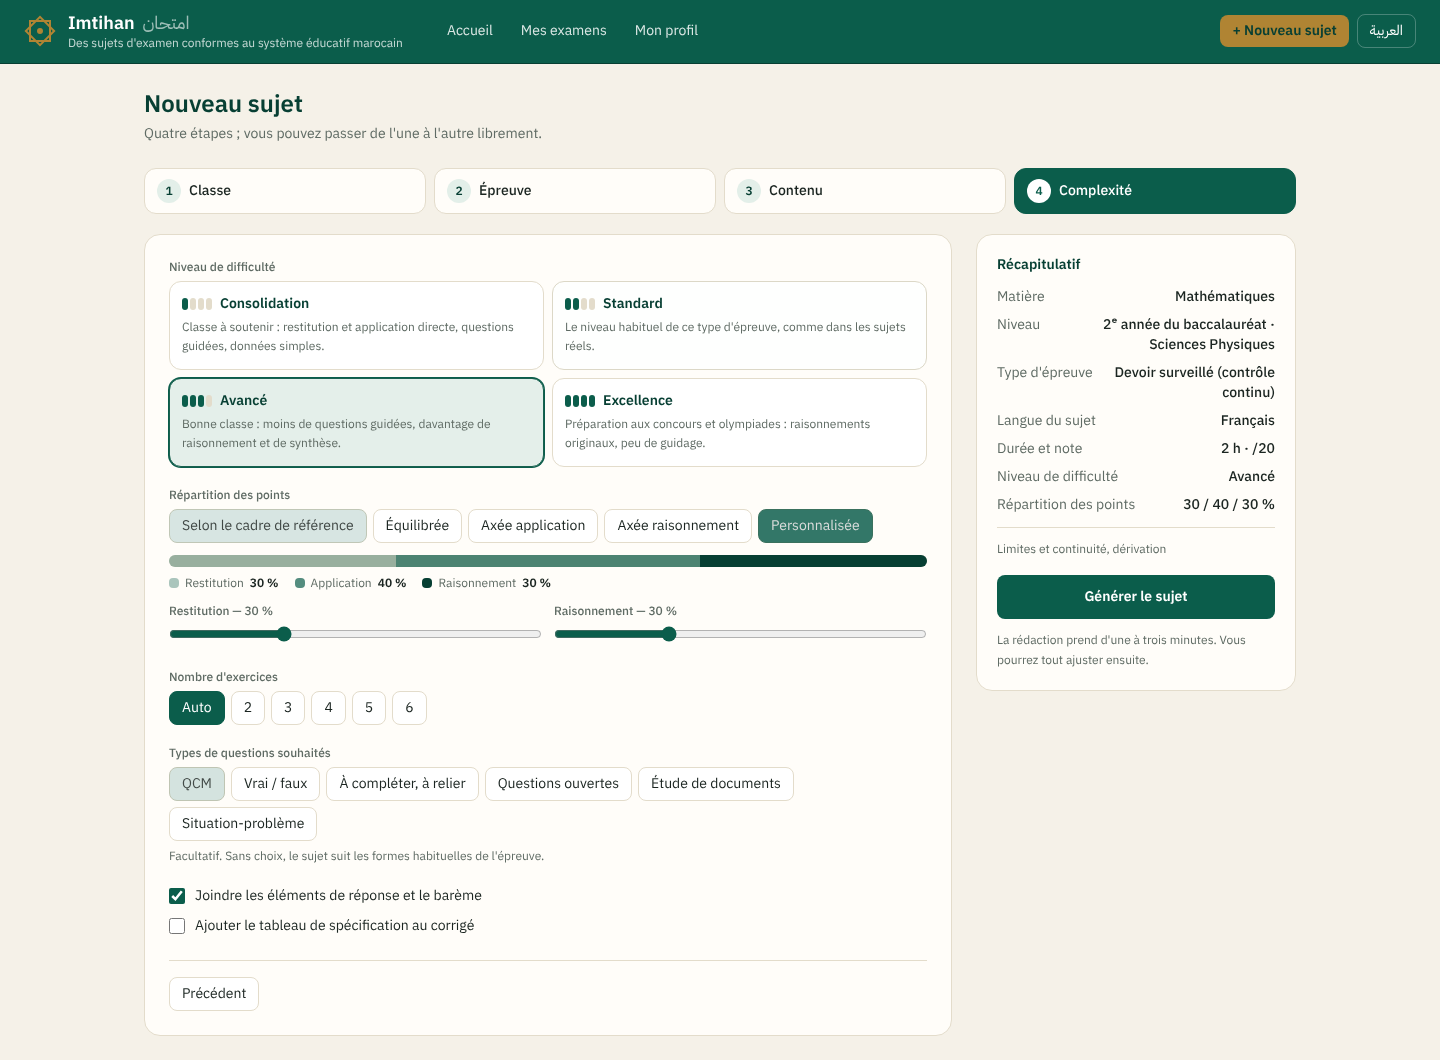 Imtihan امتحان
Des sujets d'examen conformes au système éducatif marocain
Accueil
Mes examens
Mon profil
+ Nouveau sujet
العربية
Nouveau sujet
Quatre étapes ; vous pouvez passer de l'une à l'autre librement.
1 Classe
2 Épreuve
3 Contenu
4 Complexité
Niveau de difficulté
Consolidation
Classe à soutenir : restitution et application directe, questions
guidées, données simples.
Standard
Le niveau habituel de ce type d'épreuve, comme dans les sujets
réels.
Avancé
Bonne classe : moins de questions guidées, davantage de
raisonnement et de synthèse.
Excellence
Préparation aux concours et olympiades : raisonnements
originaux, peu de guidage.
Répartition des points
Selon le cadre de référence
Équilibrée
Axée application
Axée raisonnement
Personnalisée
Restitution 30 %
Application 40 %
Raisonnement 30 %
Restitution — 30 %
Raisonnement — 30 %
Nombre d'exercices
Auto
2
3
4
5
6
Types de questions souhaités
QCM
Vrai / faux
À compléter, à relier
Questions ouvertes
Étude de documents
Situation-problème
Facultatif. Sans choix, le sujet suit les formes habituelles de l'épreuve.
Joindre les éléments de réponse et le barème
Ajouter le tableau de spécification au corrigé
Précédent
Récapitulatif
Matière Mathématiques
Niveau 2ᵉ année du baccalauréat ·
Sciences Physiques
Type d'épreuve Devoir surveillé (contrôle
continu)
Langue du sujet Français
Durée et note 2 h · /20
Niveau de difficulté Avancé
Répartition des points 30 / 40 / 30 %
Limites et continuité, dérivation
Générer le sujet
La rédaction prend d'une à trois minutes. Vous
pourrez tout ajuster ensuite.